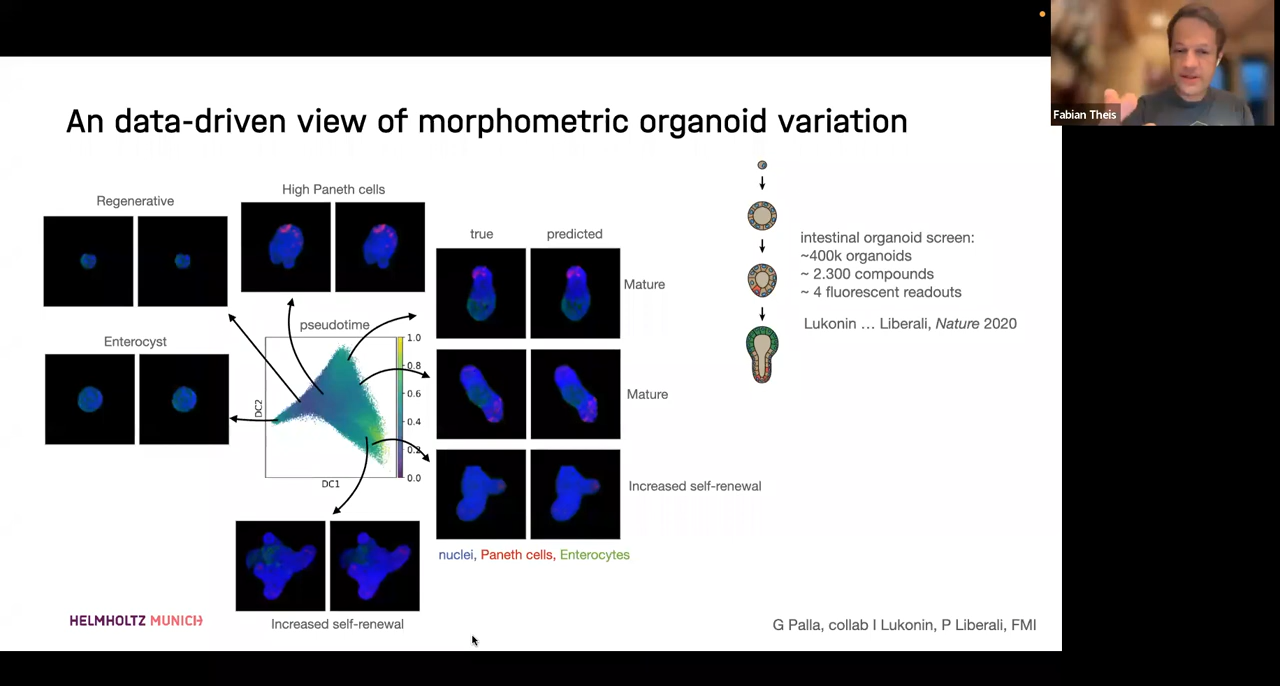 Fabian Theis
An data-driven view of morphometric organoid variation
Regenerative
High Paneth cells
true
predicted
Mature
pseudotime
1.0
0.8
0.6
0.4
0.2
0.0
DC2
DC1
Enterocyst
Mature
Increased self-renewal
nuclei, Paneth cells, Enterocytes
Increased self-renewal
intestinal organoid screen:
~400k organoids
~ 2.300 compounds
~ 4 fluorescent readouts
Lukonin … Liberali, Nature 2020
HELMHOLTZ MUNICH
G Palla, collab I Lukonin, P Liberali, FMI